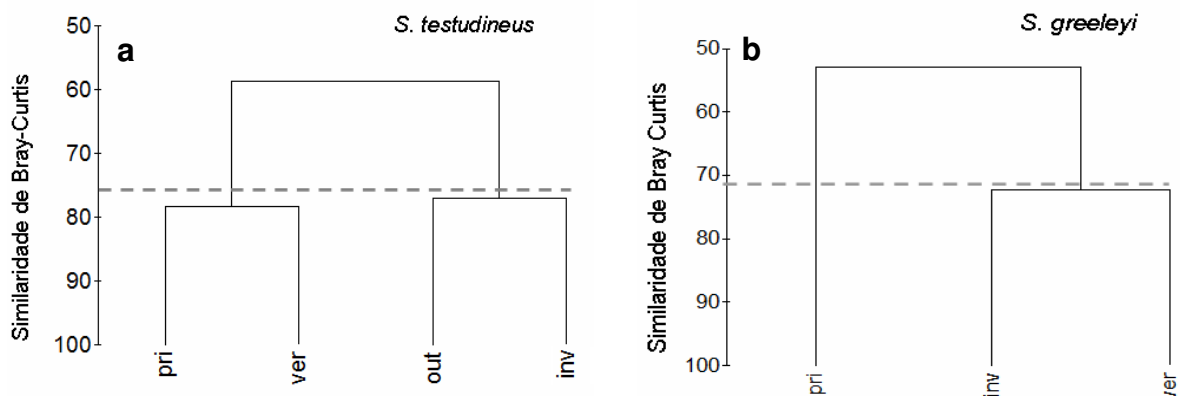 S. testudineus
a
Similaridade de Bray-Curtis
50
60
70
80
90
100
pri
ver
out
inv
S. greeleyi
b
Similaridade de Bray Curtis
50
60
70
80
90
100
pri
inv
ver